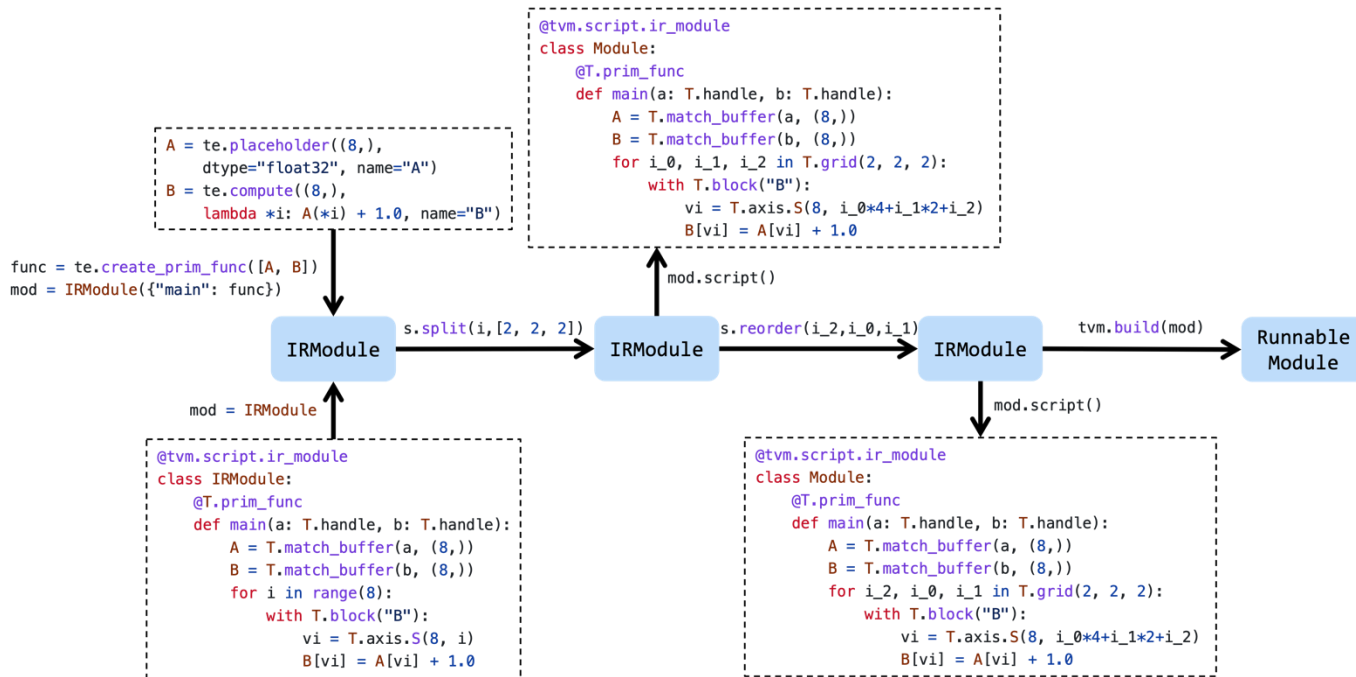 @tvm.script.ir_module
class Module:
    @T.prim_func
    def main(a: T.handle, b: T.handle):
        A = T.match_buffer(a, (8,))
        B = T.match_buffer(b, (8,))
        for i_0, i_1, i_2 in T.grid(2, 2, 2):
            with T.block("B"):
                vi = T.axis.S(8, i_0*4+i_1*2+i_2)
                B[vi] = A[vi] + 1.0
A = te.placeholder((8,),
    dtype="float32", name="A")
B = te.compute((8,),
    lambda *i: A(*i) + 1.0, name="B")
func = te.create_prim_func([A, B])
mod = IRModule({"main": func})
mod.script()
IRModule
s.split(i,[2, 2, 2])
IRModule
s.reorder(i_2,i_0,i_1)
IRModule
tvm.build(mod)
Runnable
Module
mod = IRModule
mod.script()
@tvm.script.ir_module
class IRModule:
    @T.prim_func
    def main(a: T.handle, b: T.handle):
        A = T.match_buffer(a, (8,))
        B = T.match_buffer(b, (8,))
        for i in range(8):
            with T.block("B"):
                vi = T.axis.S(8, i)
                B[vi] = A[vi] + 1.0
@tvm.script.ir_module
class Module:
    @T.prim_func
    def main(a: T.handle, b: T.handle):
        A = T.match_buffer(a, (8,))
        B = T.match_buffer(b, (8,))
        for i_2, i_0, i_1 in T.grid(2, 2, 2):
            with T.block("B"):
                vi = T.axis.S(8, i_0*4+i_1*2+i_2)
                B[vi] = A[vi] + 1.0